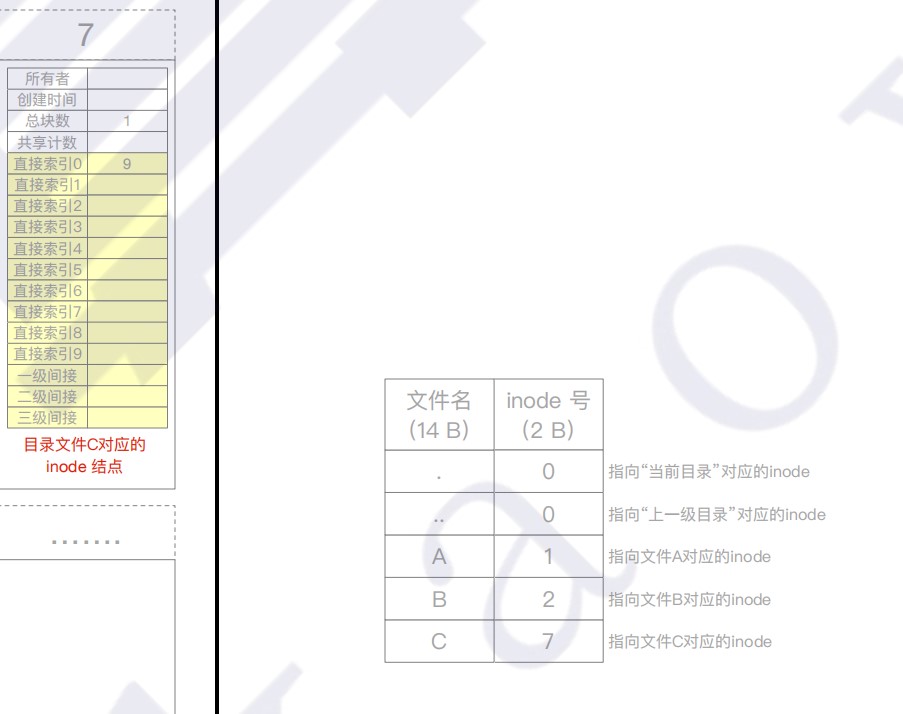 7
所有者
创建时间
总块数 1
共享计数
直接索引0 9
直接索引1
直接索引2
直接索引3
直接索引4
直接索引5
直接索引6
直接索引7
直接索引8
直接索引9
一级间接
二级间接
三级间接
目录文件C对应的
inode 结点
.......
文件名 inode 号
(14 B) (2 B)
. 0 指向“当前目录”对应的inode
.. 0 指向“上一级目录”对应的inode
A 1 指向文件A对应的inode
B 2 指向文件B对应的inode
C 7 指向文件C对应的inode